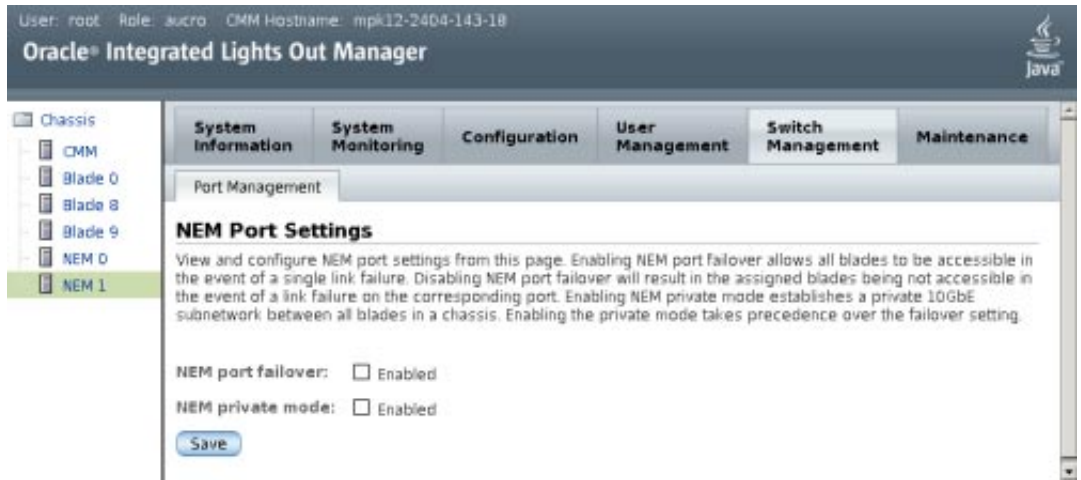 User: root Role: aucro CMM Hostname: mpk12-2404-143-18
Oracle® Integrated Lights Out Manager
Java
Chassis
CMM
Blade 0
Blade 8
Blade 9
NEM 0
NEM 1
System Information
System Monitoring
Configuration
User Management
Switch Management
Maintenance
Port Management
NEM Port Settings
View and configure NEM port settings from this page. Enabling NEM port failover allows all blades to be accessible in
the event of a single link failure. Disabling NEM port failover will result in the assigned blades being not accessible in
the event of a link failure on the corresponding port. Enabling NEM private mode establishes a private 10GbE
subnetwork between all blades in a chassis. Enabling the private mode takes precedence over the failover setting.
NEM port failover: Enabled
NEM private mode: Enabled
Save